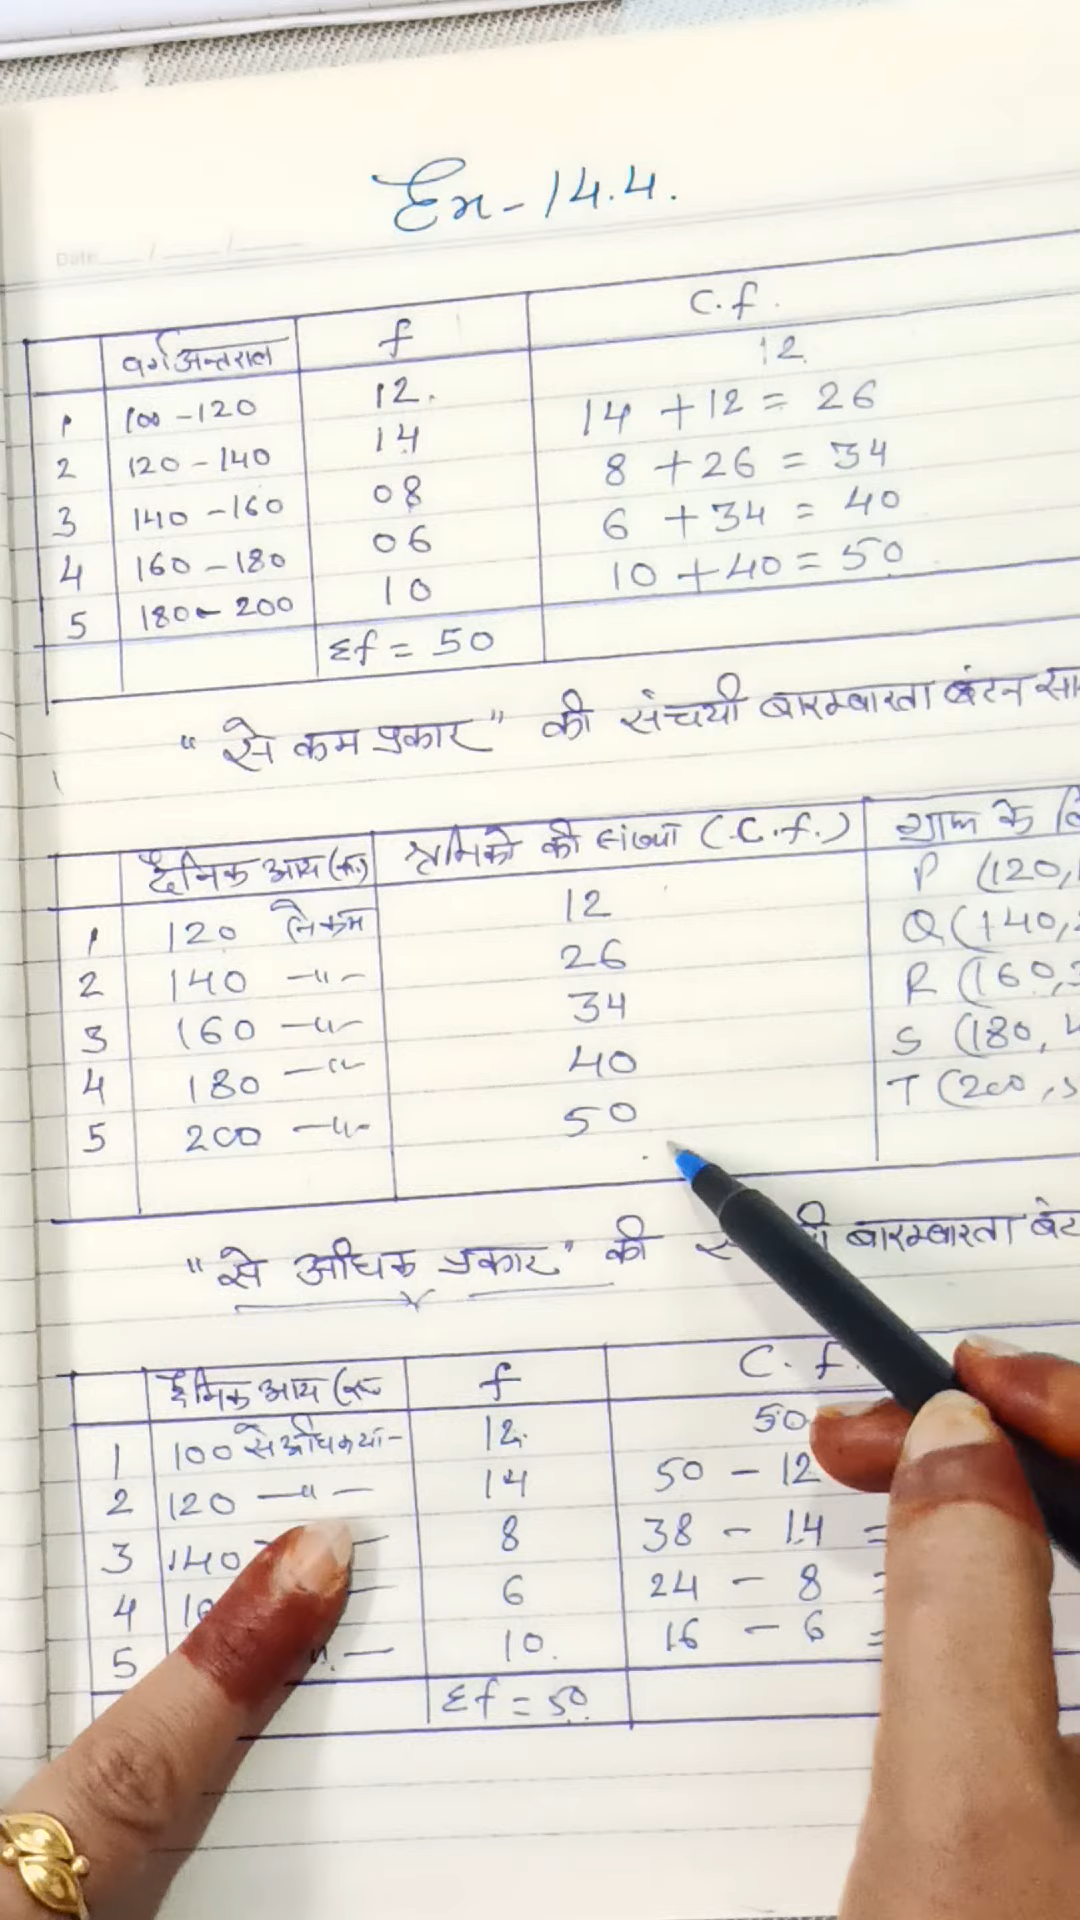 Ex-14.4.
Date
वर्ग अन्तराल f C.f.
1 100-120 12. 12
2 120-140 14 14 + 12 = 26
3 140-160 08 8 + 26 = 34
4 160-180 06 6 + 34 = 40
5 180-200 10 10 + 40 = 50
Σf = 50
"से कम प्रकार" की संचयी बारम्बारता बंटन
दैनिक आय (रु.) श्रमिको की संख्या (C.f.) ग्राफ के
1 120 से कम 12 P (120,
2 140 -"- 26 Q (140,
3 160 -"- 34 R (160,
4 180 -"- 40 S (180,
5 200 -"- 50 T (200,
"से अधिक प्रकार" की बारम्बारता
दैनिक आय (रु. f C.f.
1 100 से अधिक या- 12. 50
2 120 -"- 14 50 - 12
3 140 8 38 - 14 =
4 6 24 - 8 =
5 "- 10. 16 - 6 =
Σf = 50